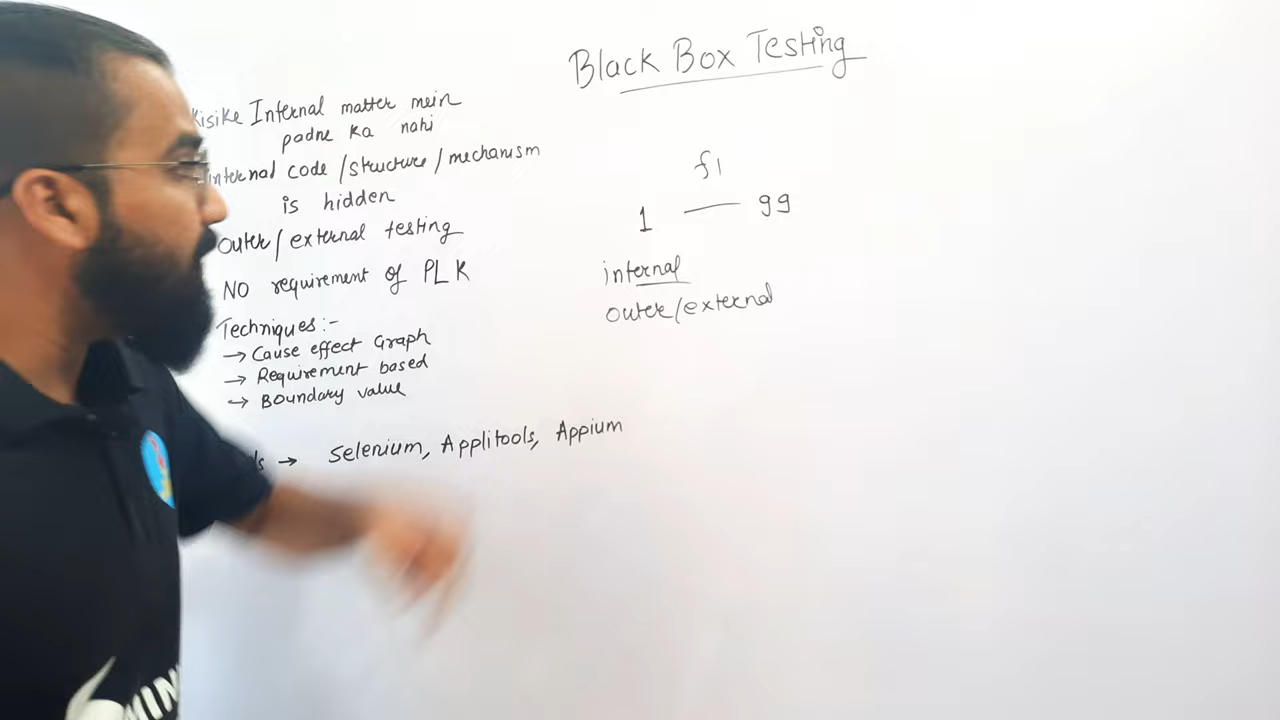 Black Box Testing
Kisike Internal matter mein
padne ka nahi
Internal code/structure/mechanism
is hidden
Outer/external testing
NO requirement of PLK
Techniques:-
→ Cause effect Graph
→ Requirement based
→ Boundary value
→ Selenium, Applitools, Appium
f1
1 — 99
internal
outer/external